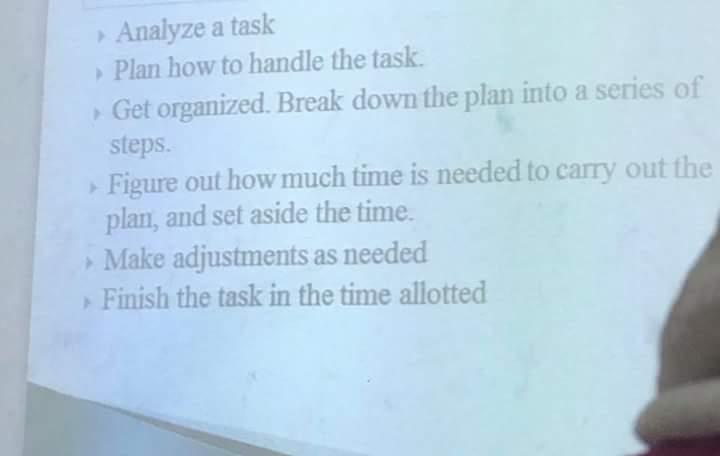 Analyze a task
Plan how to handle the task.
Get organized. Break down the plan into a series of
steps.
Figure out how much time is needed to carry out the
plan, and set aside the time.
Make adjustments as needed
Finish the task in the time allotted